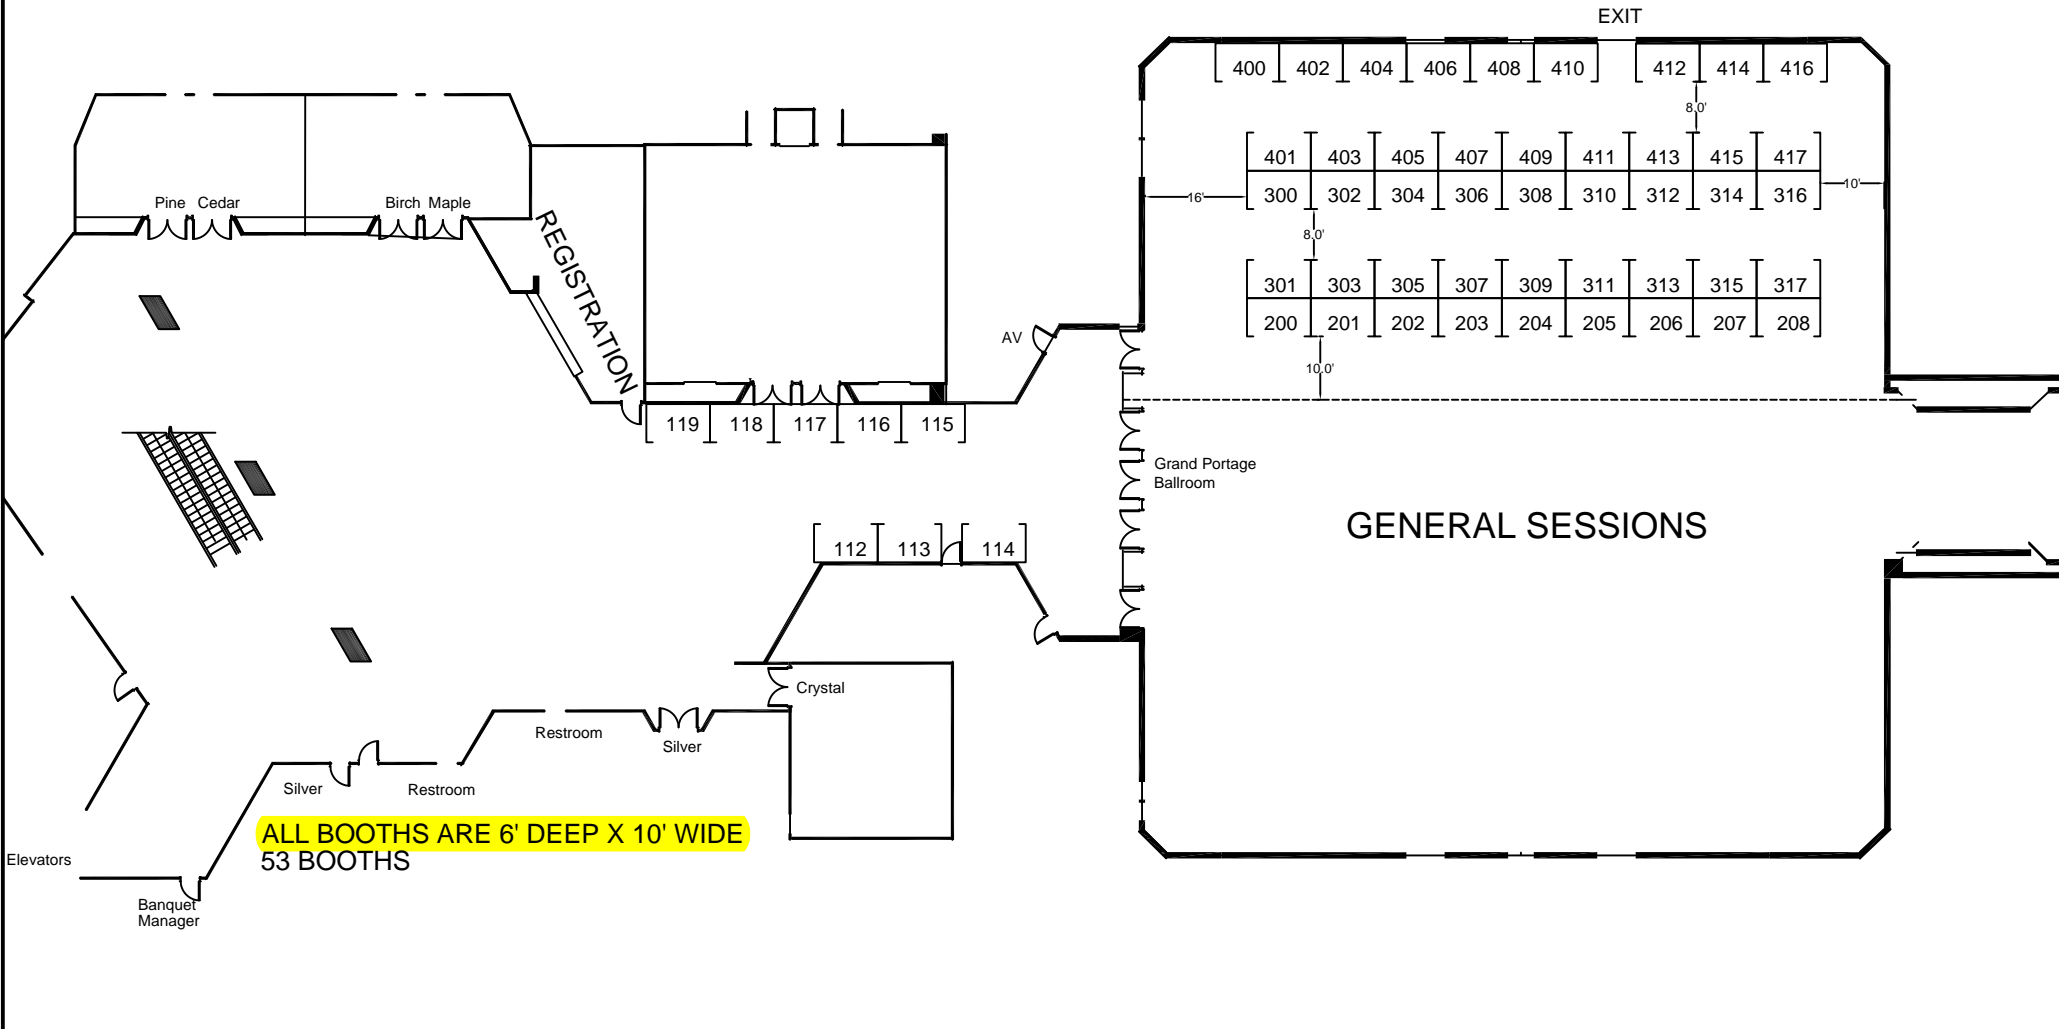 EXIT
400 402 404 406 408 410 412 414 416
8.0'
401 403 405 407 409 411 413 415 417
300 302 304 306 308 310 312 314 316
16'
10'
8.0'
301 303 305 307 309 311 313 315 317
200 201 202 203 204 205 206 207 208
10.0'
Pine Cedar
Birch Maple
REGISTRATION
AV
119 118 117 116 115
Grand Portage
Ballroom
GENERAL SESSIONS
112 113 114
Crystal
Restroom
Silver
Silver
Restroom
ALL BOOTHS ARE 6' DEEP X 10' WIDE
53 BOOTHS
Elevators
Banquet
Manager